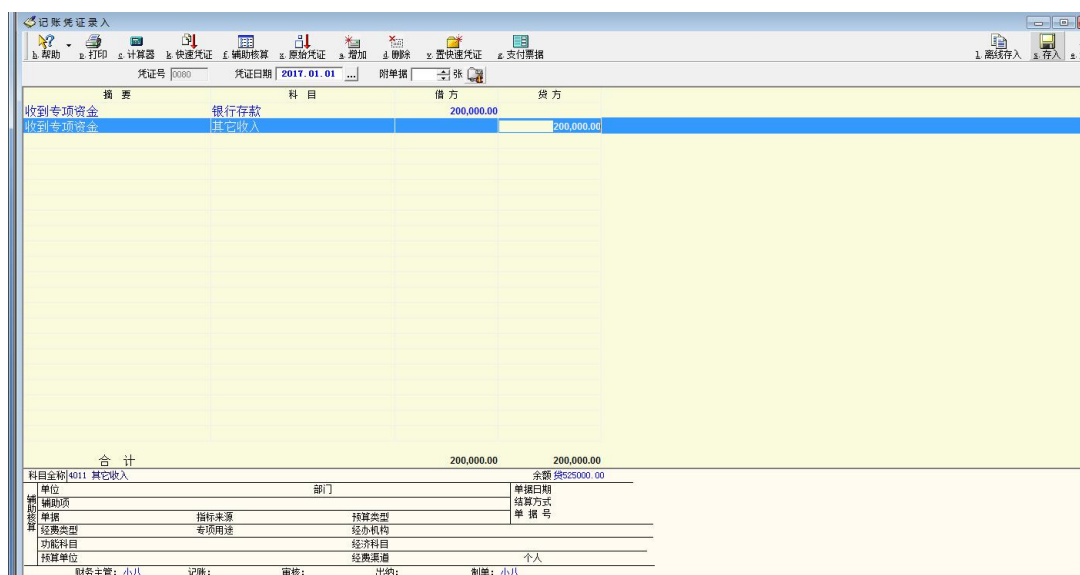 记账凭证录入
h.帮助 p.打印 c.计算器 k.快速凭证 f.辅助核算 z.原始凭证 a.增加 d.删除 v.置快速凭证 g.支付票据 l.离线存入 s.存入
凭证号 0080 凭证日期 2017.01.01 ... 附单据 张
摘 要 科 目 借 方 贷 方
收到专项资金 银行存款 200,000.00
收到专项资金 其它收入 200,000.00
合 计 200,000.00 200,000.00
科目全称 4011 其它收入 余额 贷525000.00
辅助核算
单位 部门 单据日期
辅助项 结算方式
单据 指标来源 预算类型 单 据 号
经费类型 专项用途 经办机构
功能科目 经济科目
预算单位 经费渠道 个人
财务主管: 小八 记账: 审核: 出纳: 制单: 小八